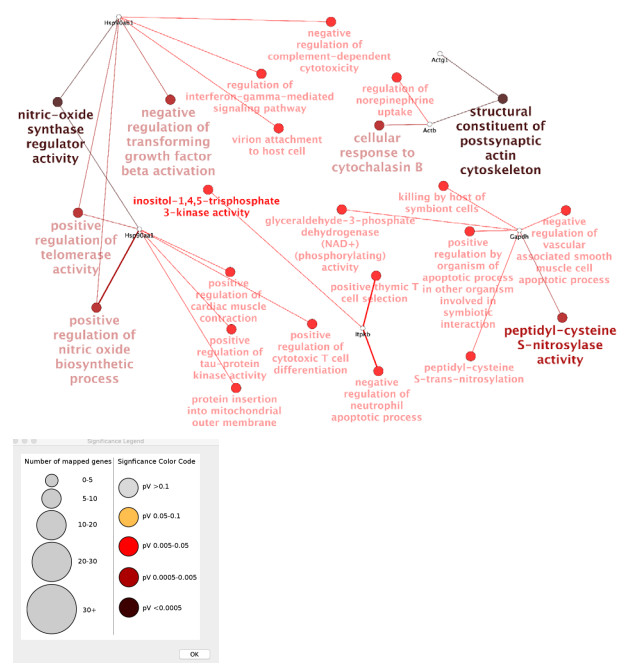 Hsp90ab1
negative
regulation of
complement-dependent
cytotoxicity
Actg1
regulation of
interferon-gamma-mediated
signaling pathway
regulation of
norepinephrine
uptake
nitric-oxide
synthase
regulator
activity
negative
regulation of
transforming
growth factor
beta activation
virion attachment
to host cell
Actb
cellular
response to
cytochalasin B
structural
constituent of
postsynaptic
actin
cytoskeleton
inositol-1,4,5-trisphosphate
3-kinase activity
killing by host of
symbiont cells
glyceraldehyde-3-phosphate
dehydrogenase
(NAD+)
(phosphorylating)
activity
positive
regulation of
telomerase
activity
Hsp90aa1
Gapdh
negative
regulation of
vascular
associated smooth
muscle cell
apoptotic process
positive
regulation by
organism of
apoptotic process
in other organism
involved in
symbiotic
interaction
positive
regulation of
cardiac muscle
contraction
positive thymic T
cell selection
positive
regulation of
nitric oxide
biosynthetic
process
positive
regulation of
tau-protein
kinase activity
positive
regulation of
cytotoxic T cell
differentiation
Itpkb
peptidyl-cysteine
S-nitrosylase
activity
peptidyl-cysteine
S-trans-nitrosylation
protein insertion
into mitochondrial
outer membrane
negative
regulation of
neutrophil
apoptotic process
Significance Legend
Number of mapped genes
0-5
5-10
10-20
20-30
30+
Signficance Color Code
pV >0.1
pV 0.05-0.1
pV 0.005-0.05
pV 0.0005-0.005
pV <0.0005
OK